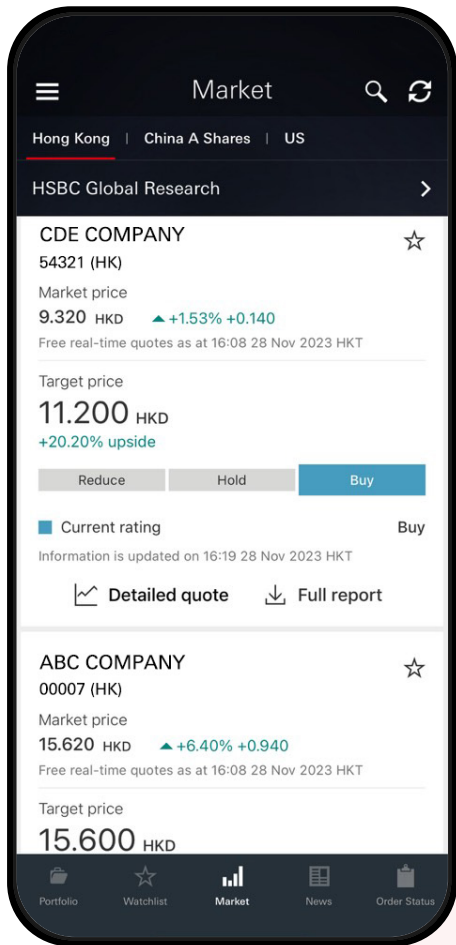 Market
Hong Kong | China A Shares | US
HSBC Global Research
CDE COMPANY
54321 (HK)
Market price
9.320 HKD +1.53% +0.140
Free real-time quotes as at 16:08 28 Nov 2023 HKT
Target price
11.200 HKD
+20.20% upside
Reduce Hold Buy
Current rating Buy
Information is updated on 16:19 28 Nov 2023 HKT
Detailed quote Full report
ABC COMPANY
00007 (HK)
Market price
15.620 HKD +6.40% +0.940
Free real-time quotes as at 16:08 28 Nov 2023 HKT
Target price
15.600 HKD
Portfolio Watchlist Market News Order Status